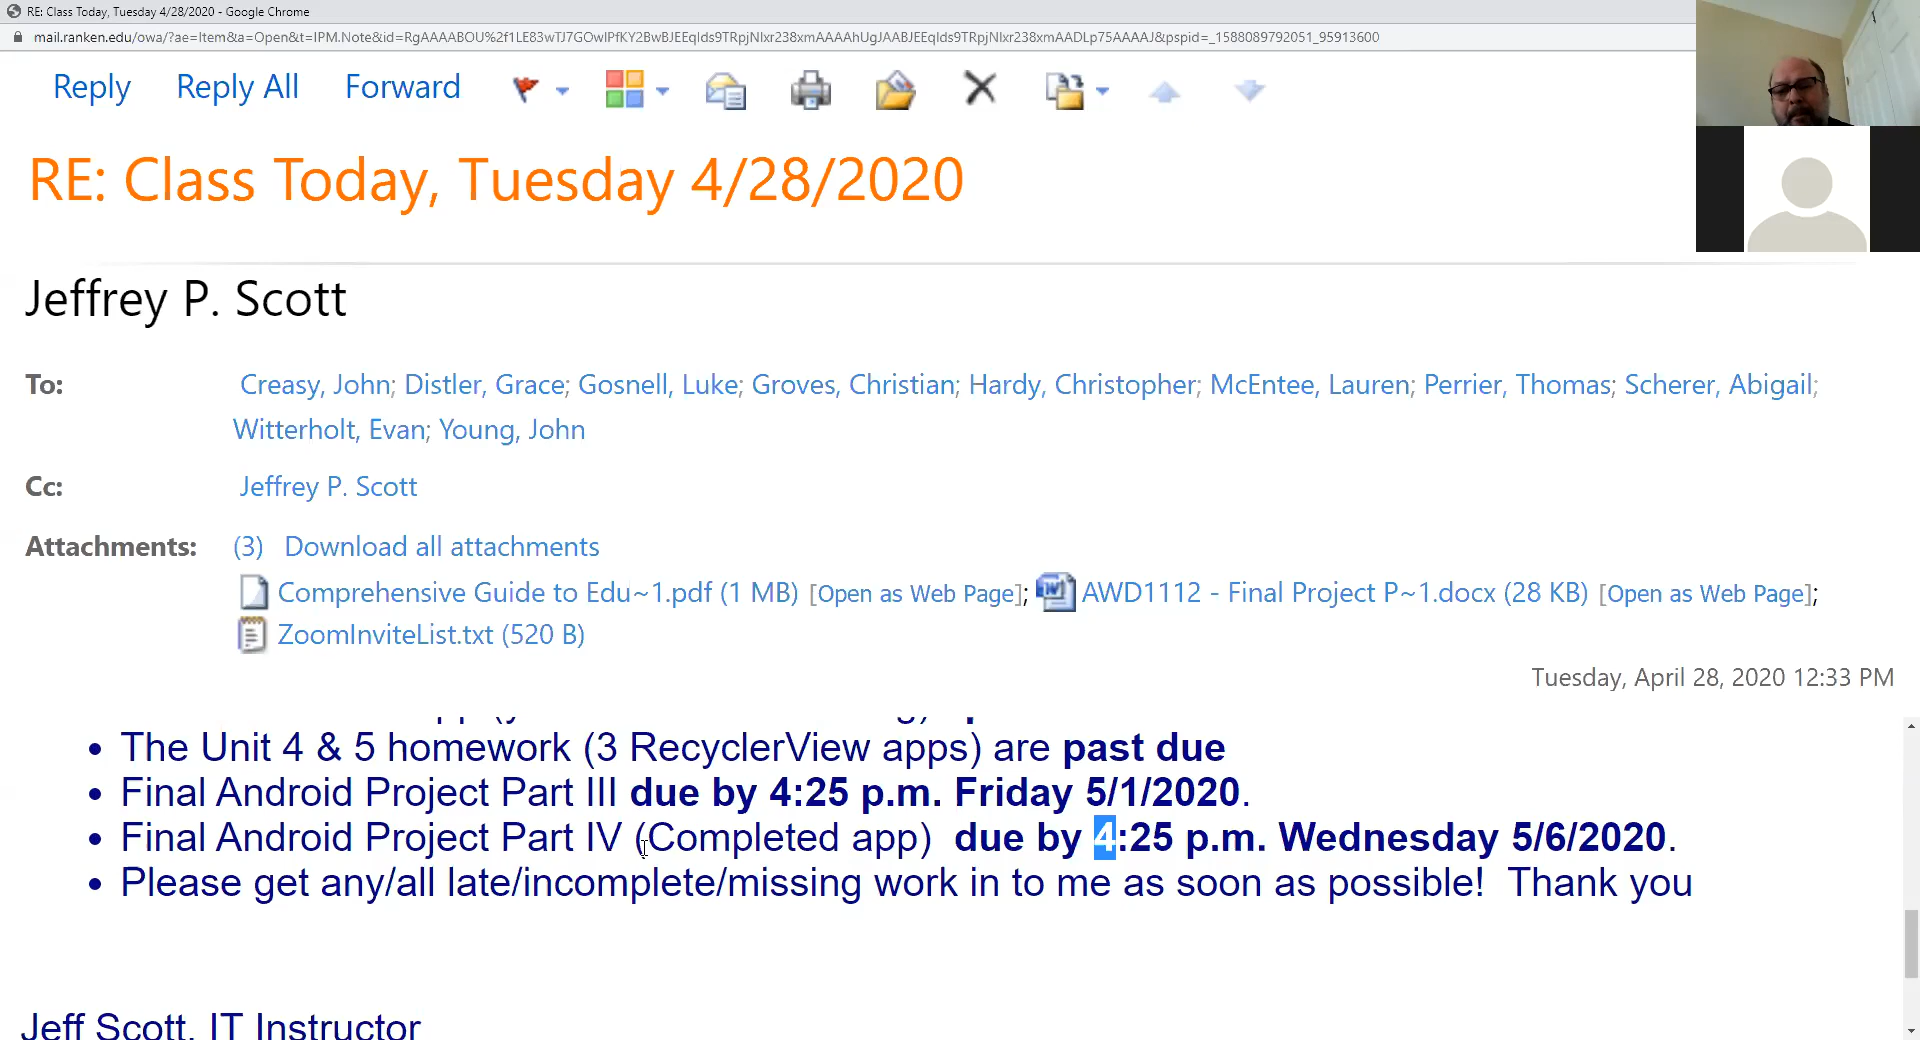 RE: Class Today, Tuesday 4/28/2020 - Google Chrome
mail.ranken.edu/owa/?ae=Item&a=Open&t=IPM.Note&id=RgAAAABOU%2f1LE83wTJ7GOwIPfKY2BwBJEEqIds9TRpjNlxr238xmAAAAhUgJAABJEEqIds9TRpjNlxr238xmAADLp75AAAAJ&pspid=_1588089792051_95913600
Reply Reply All Forward
RE: Class Today, Tuesday 4/28/2020
Jeffrey P. Scott
To: Creasy, John; Distler, Grace; Gosnell, Luke; Groves, Christian; Hardy, Christopher; McEntee, Lauren; Perrier, Thomas; Scherer, Abigail;
Witterholt, Evan; Young, John
Cc: Jeffrey P. Scott
Attachments: (3) Download all attachments
Comprehensive Guide to Edu~1.pdf (1 MB) [Open as Web Page]; AWD1112 - Final Project P~1.docx (28 KB) [Open as Web Page];
ZoomInviteList.txt (520 B)
Tuesday, April 28, 2020 12:33 PM
• The Unit 4 & 5 homework (3 RecyclerView apps) are past due
• Final Android Project Part III due by 4:25 p.m. Friday 5/1/2020.
• Final Android Project Part IV (Completed app) due by 4:25 p.m. Wednesday 5/6/2020.
• Please get any/all late/incomplete/missing work in to me as soon as possible! Thank you
Jeff Scott, IT Instructor